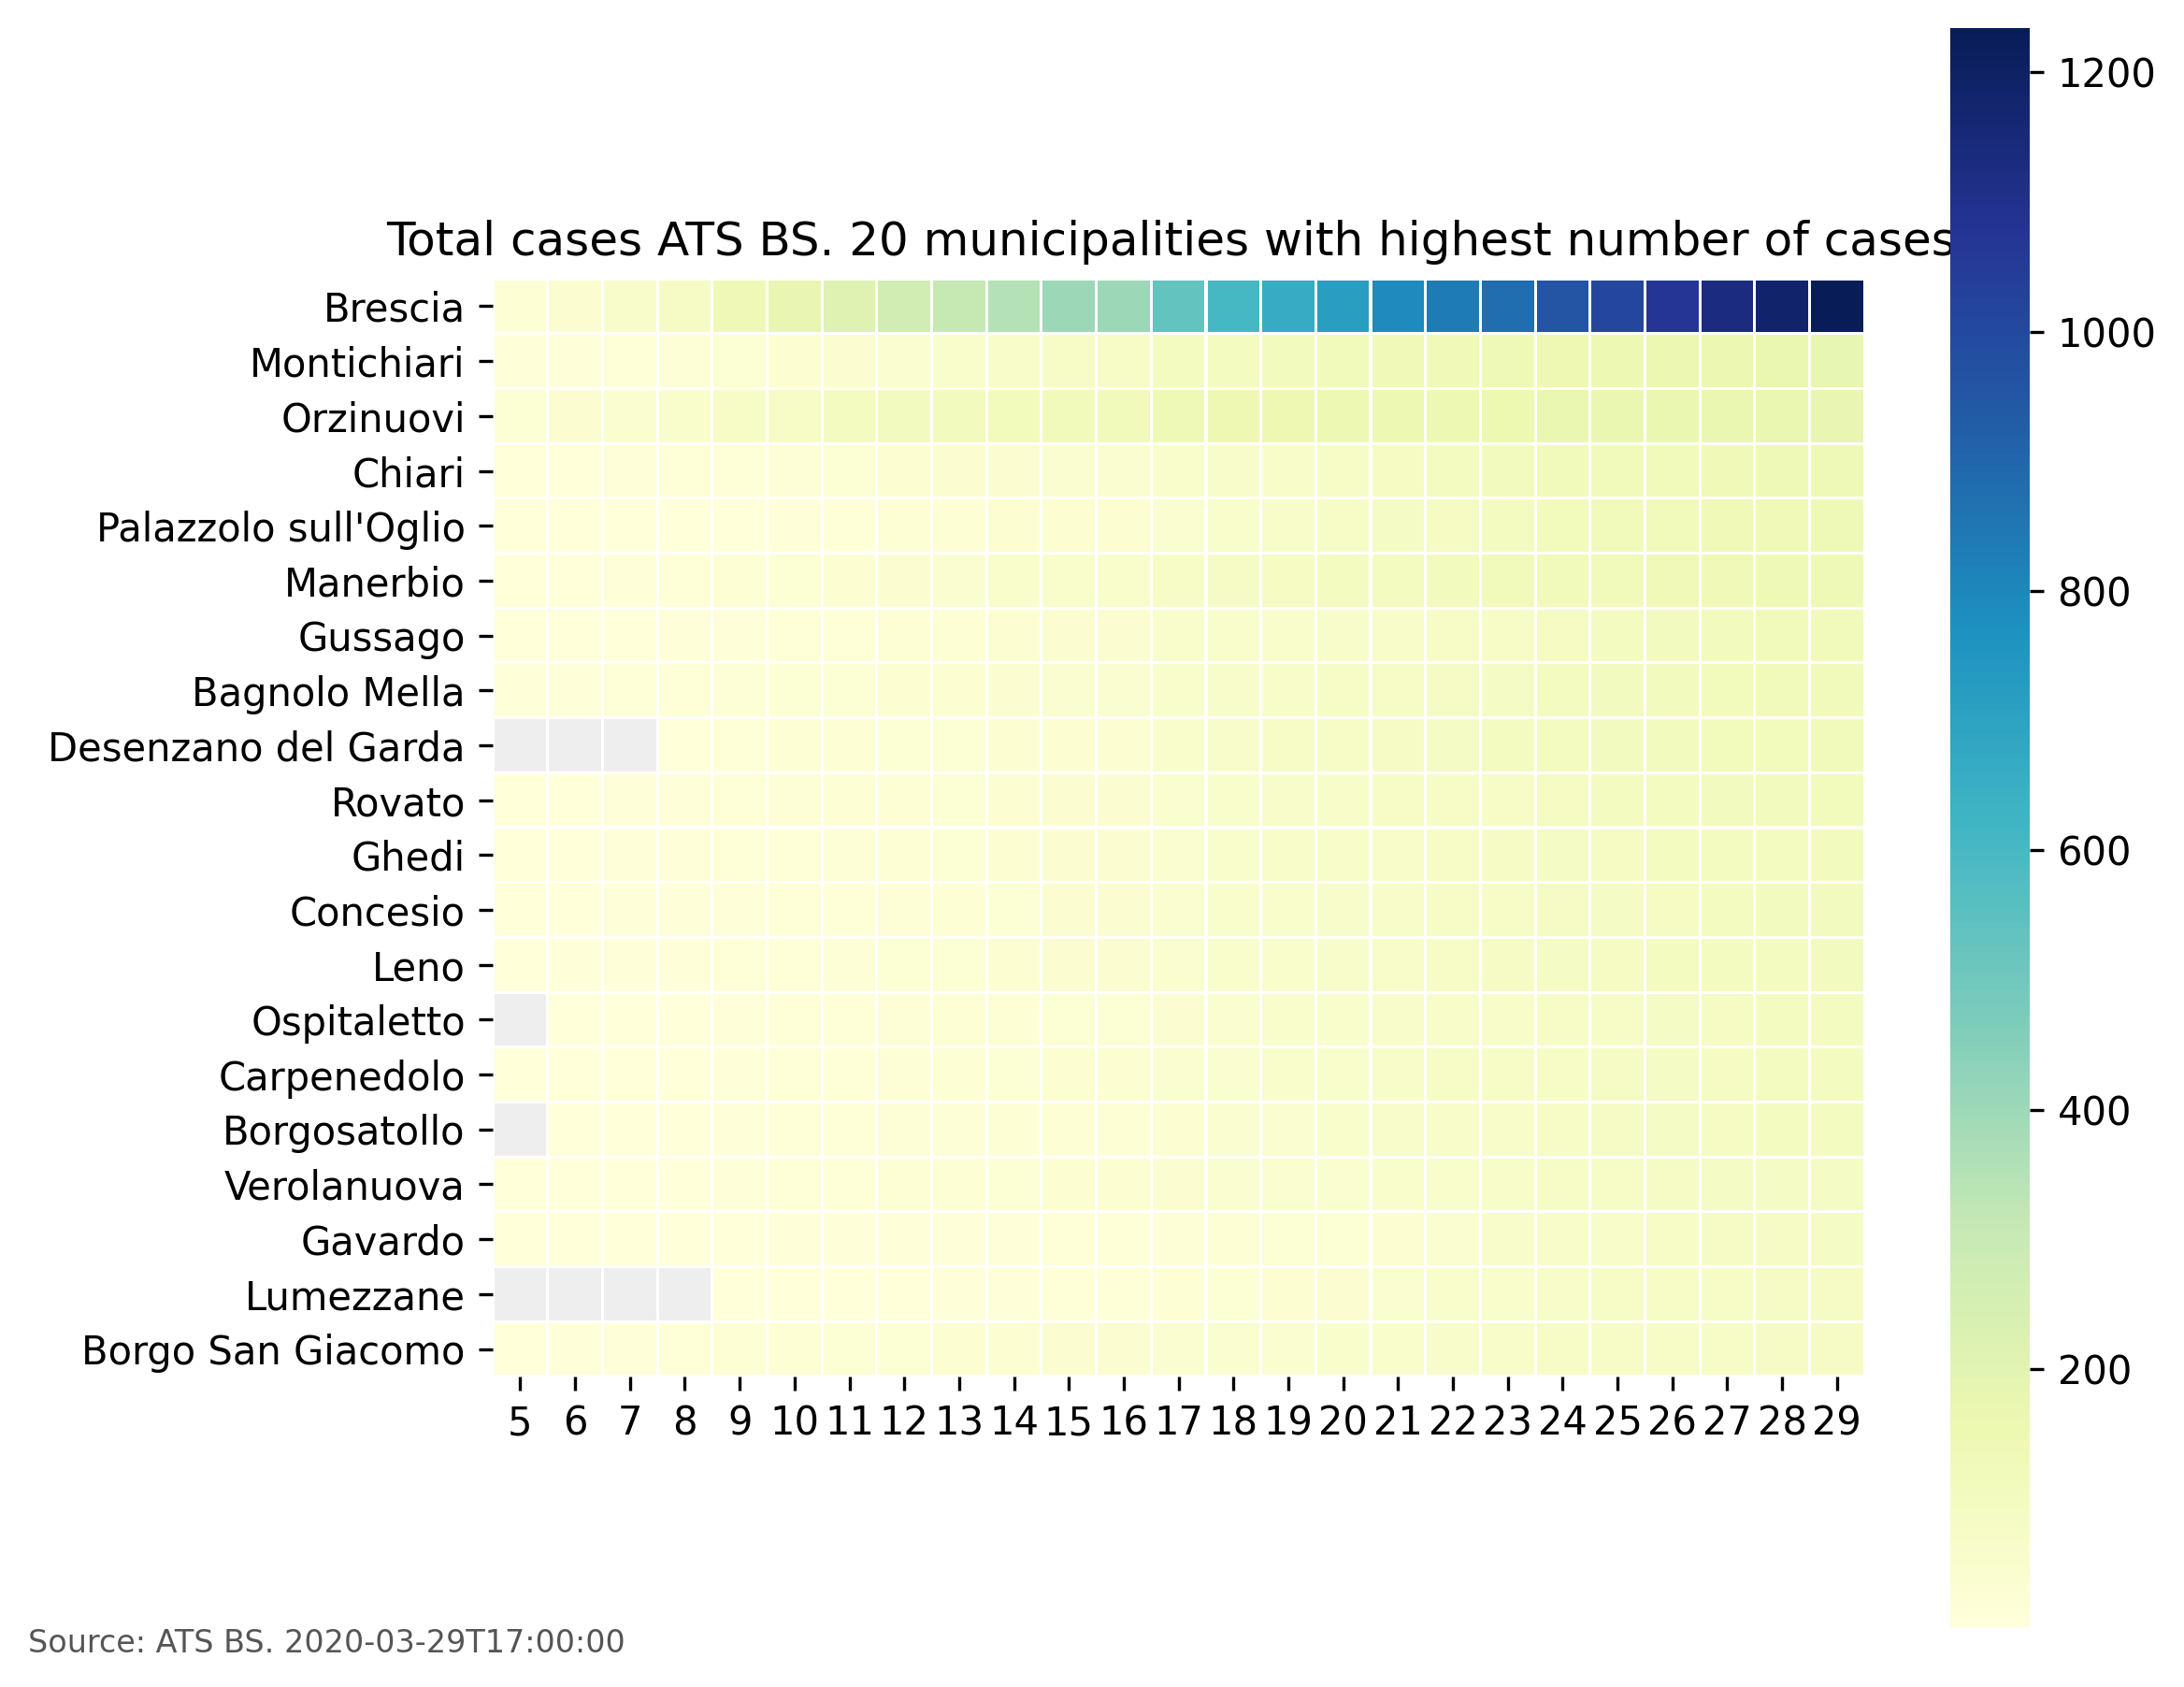 Total cases ATS BS. 20 municipalities with highest number of cases
Brescia
Montichiari
Orzinuovi
Chiari
Palazzolo sull'Oglio
Manerbio
Gussago
Bagnolo Mella
Desenzano del Garda
Rovato
Ghedi
Concesio
Leno
Ospitaletto
Carpenedolo
Borgosatollo
Verolanuova
Gavardo
Lumezzane
Borgo San Giacomo
5 6 7 8 9 10 11 12 13 14 15 16 17 18 19 20 21 22 23 24 25 26 27 28 29
1200
1000
800
600
400
200
Source: ATS BS. 2020-03-29T17:00:00